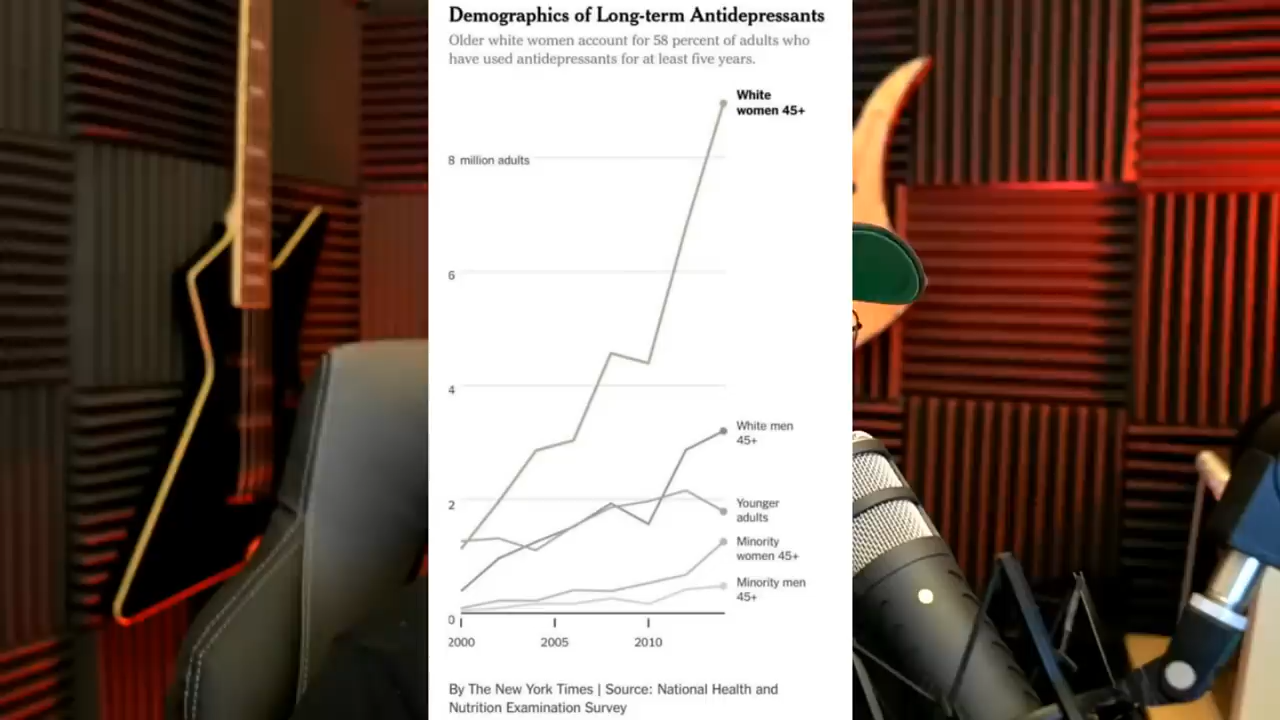 Demographics of Long-term Antidepressants
Older white women account for 58 percent of adults who
have used antidepressants for at least five years.
White
women 45+
8 million adults
6
4
White men
45+
2
Younger
adults
Minority
women 45+
Minority men
45+
0
2000 2005 2010
By The New York Times | Source: National Health and
Nutrition Examination Survey